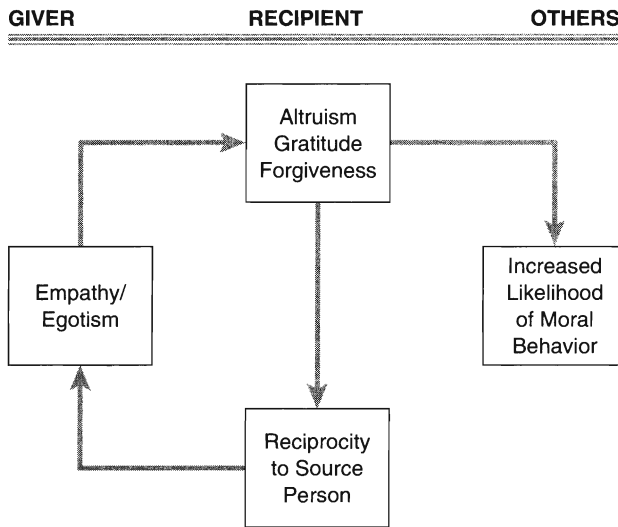 GIVER RECIPIENT OTHERS
Altruism
Gratitude
Forgiveness
Empathy/
Egotism
Increased
Likelihood
of Moral
Behavior
Reciprocity
to Source
Person